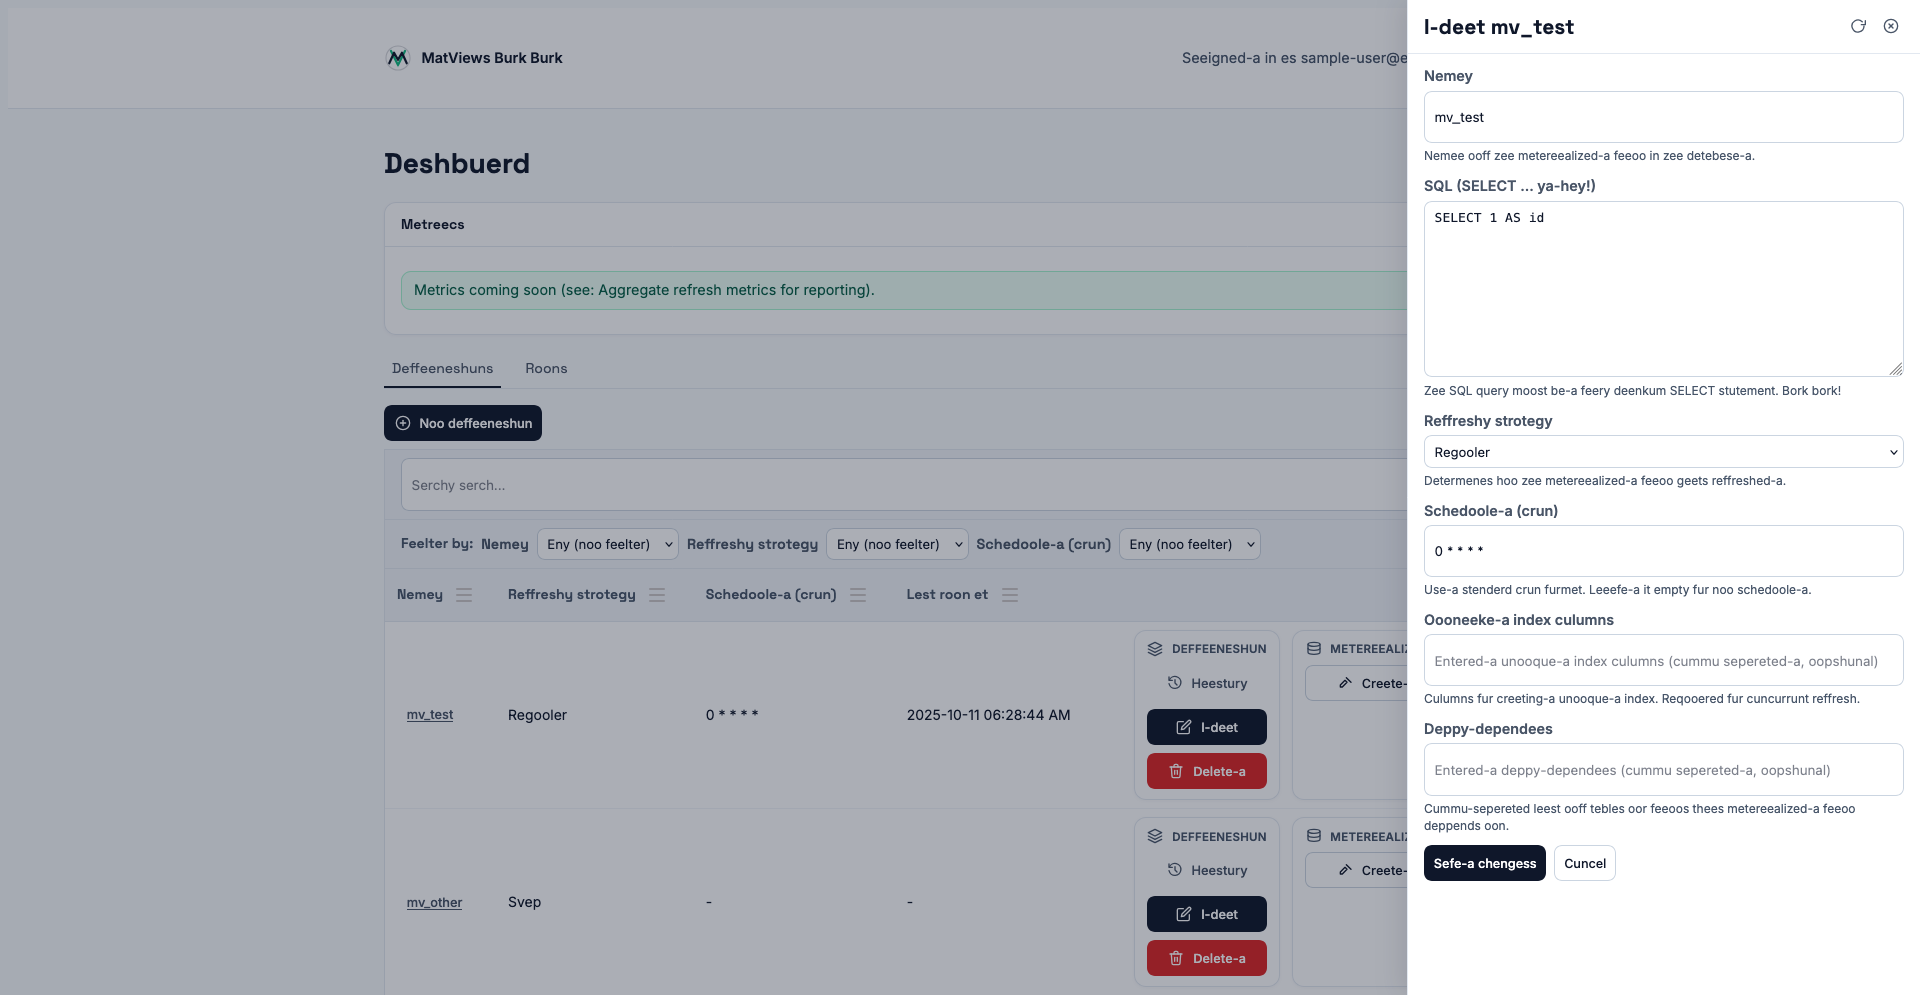 MatViews Burk Burk
Seeigned-a in es sample-user@e
Deshbuerd
Metreecs
Metrics coming soon (see: Aggregate refresh metrics for reporting).
Deffeeneshuns Roons
Noo deffeeneshun
Serchy serch...
Feelter by: Nemey Eny (noo feelter) Reffreshy strotegy Eny (noo feelter) Schedoole-a (crun) Eny (noo feelter)
Nemey Reffreshy strotegy Schedoole-a (crun) Lest roon et
mv_test Regooler 0 * * * * 2025-10-11 06:28:44 AM
DEFFEENESHUN
Heestury
I-deet
Delete-a
METEREEALIZ
Creete-
mv_other Svep - -
DEFFEENESHUN
Heestury
I-deet
Delete-a
METEREEALIZ
Creete-
I-deet mv_test
Nemey
mv_test
Nemee ooff zee metereealized-a feeoo in zee detebese-a.
SQL (SELECT ... ya-hey!)
SELECT 1 AS id
Zee SQL query moost be-a feery deenkum SELECT stutement. Bork bork!
Reffreshy strotegy
Regooler
Determenes hoo zee metereealized-a feeoo geets reffreshed-a.
Schedoole-a (crun)
0 * * * *
Use-a stenderd crun furmet. Leeefe-a it empty fur noo schedoole-a.
Oooneeke-a index culumns
Entered-a unooque-a index culumns (cummu sepereted-a, oopshunal)
Culumns fur creeting-a unooque-a index. Reqooered fur cuncurrunt reffresh.
Deppy-dependees
Entered-a deppy-dependees (cummu sepereted-a, oopshunal)
Cummu-sepereted leest ooff tebles oor feeoos thees metereealized-a feeoo
deppends oon.
Sefe-a chengess Cuncel